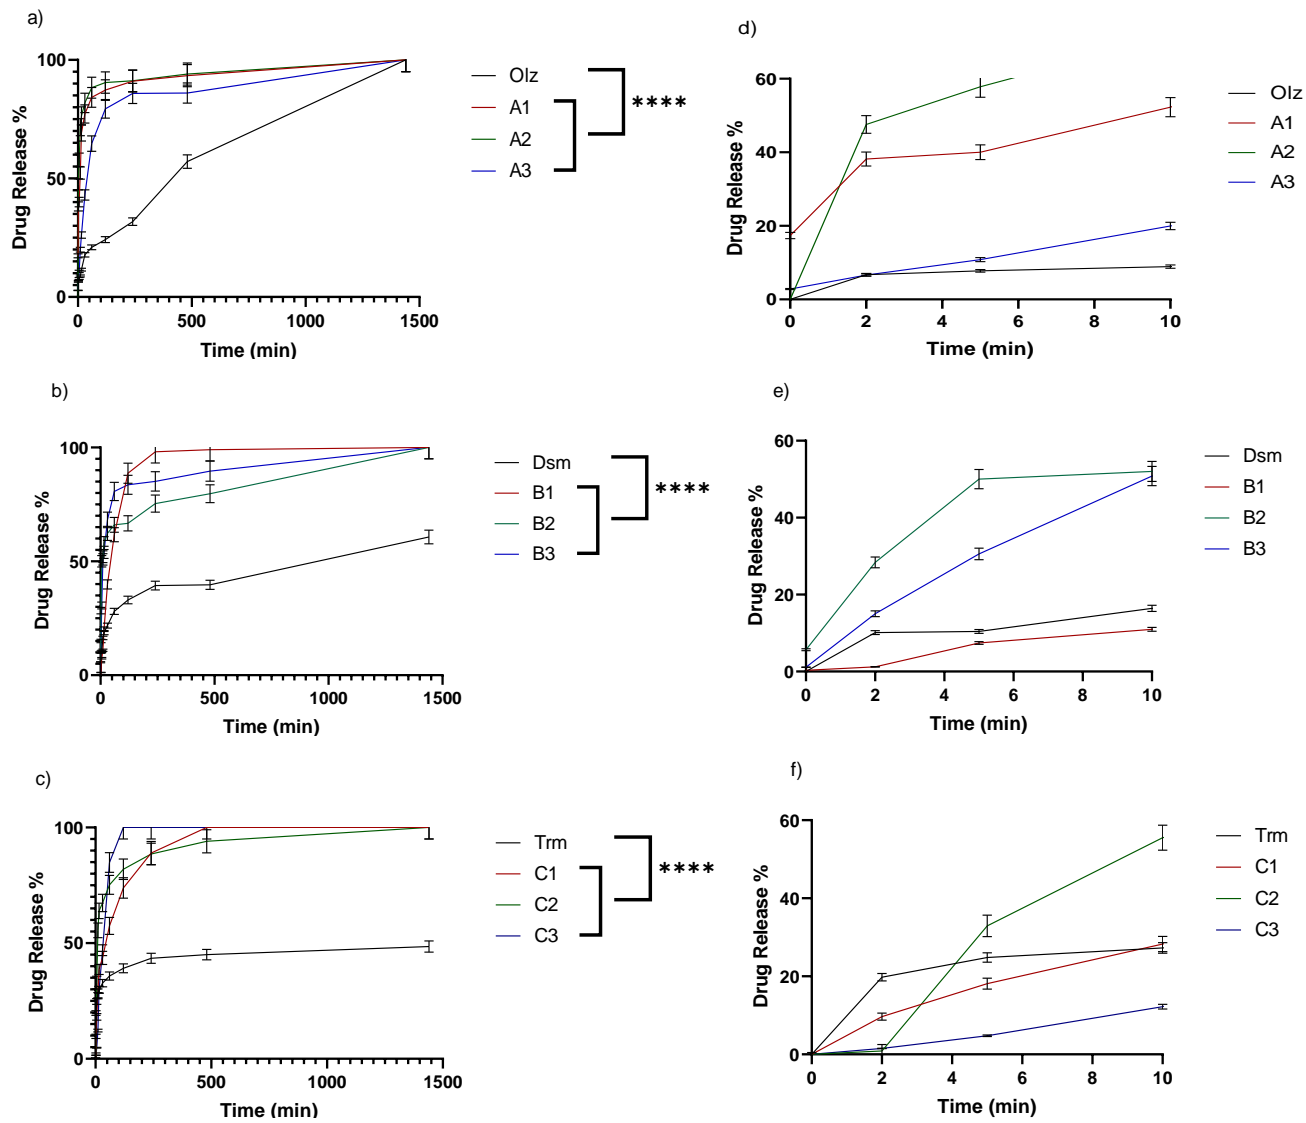 a)
100
50
0
0
500
1000
1500
Drug Release %
Time (min)
Olz
A1
A2
A3
****
d)
60
40
20
0
0
2
4
6
8
10
Drug Release %
Time (min)
Olz
A1
A2
A3
b)
100
50
0
0
500
1000
1500
Drug Release %
Time (min)
Dsm
B1
B2
B3
****
e)
60
40
20
0
0
2
4
6
8
10
Drug Release %
Time (min)
Dsm
B1
B2
B3
c)
100
50
0
0
500
1000
1500
Drug Release %
Time (min)
Trm
C1
C2
C3
****
f)
60
40
20
0
0
2
4
6
8
10
Drug Release %
Time (min)
Trm
C1
C2
C3